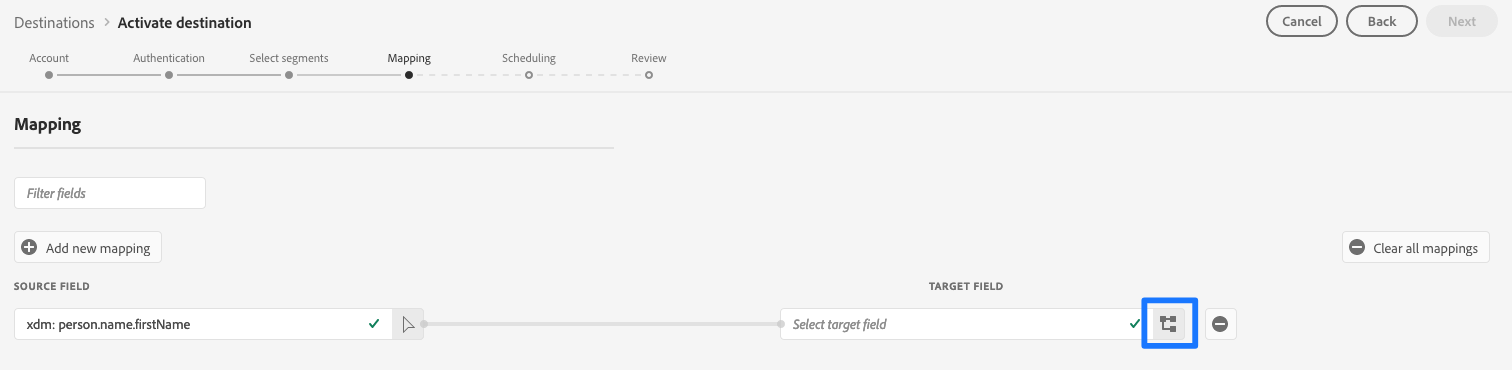 Destinations > Activate destination
Cancel
Back
Next
Account
Authentication
Select segments
Mapping
Scheduling
Review
Mapping
Filter fields
Add new mapping
Clear all mappings
SOURCE FIELD
TARGET FIELD
xdm: person.name.firstName
Select target field